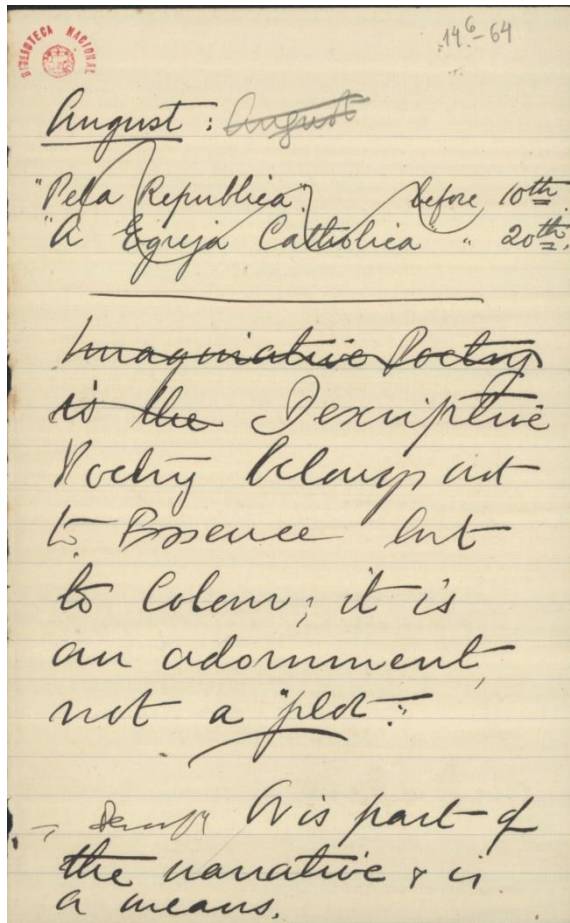 BIBLIOTECA NACIONAL
14⁶-64
August: August
"Pela Republica". before 10th.
"A Egreja Catholica" " 20th.
Imaginative Poetry
is the Descriptive
Poetry belongs not
to Essence but
to Colour; it is
an adornment,
not a "plot".
It is part of
the narrative & is
a means.